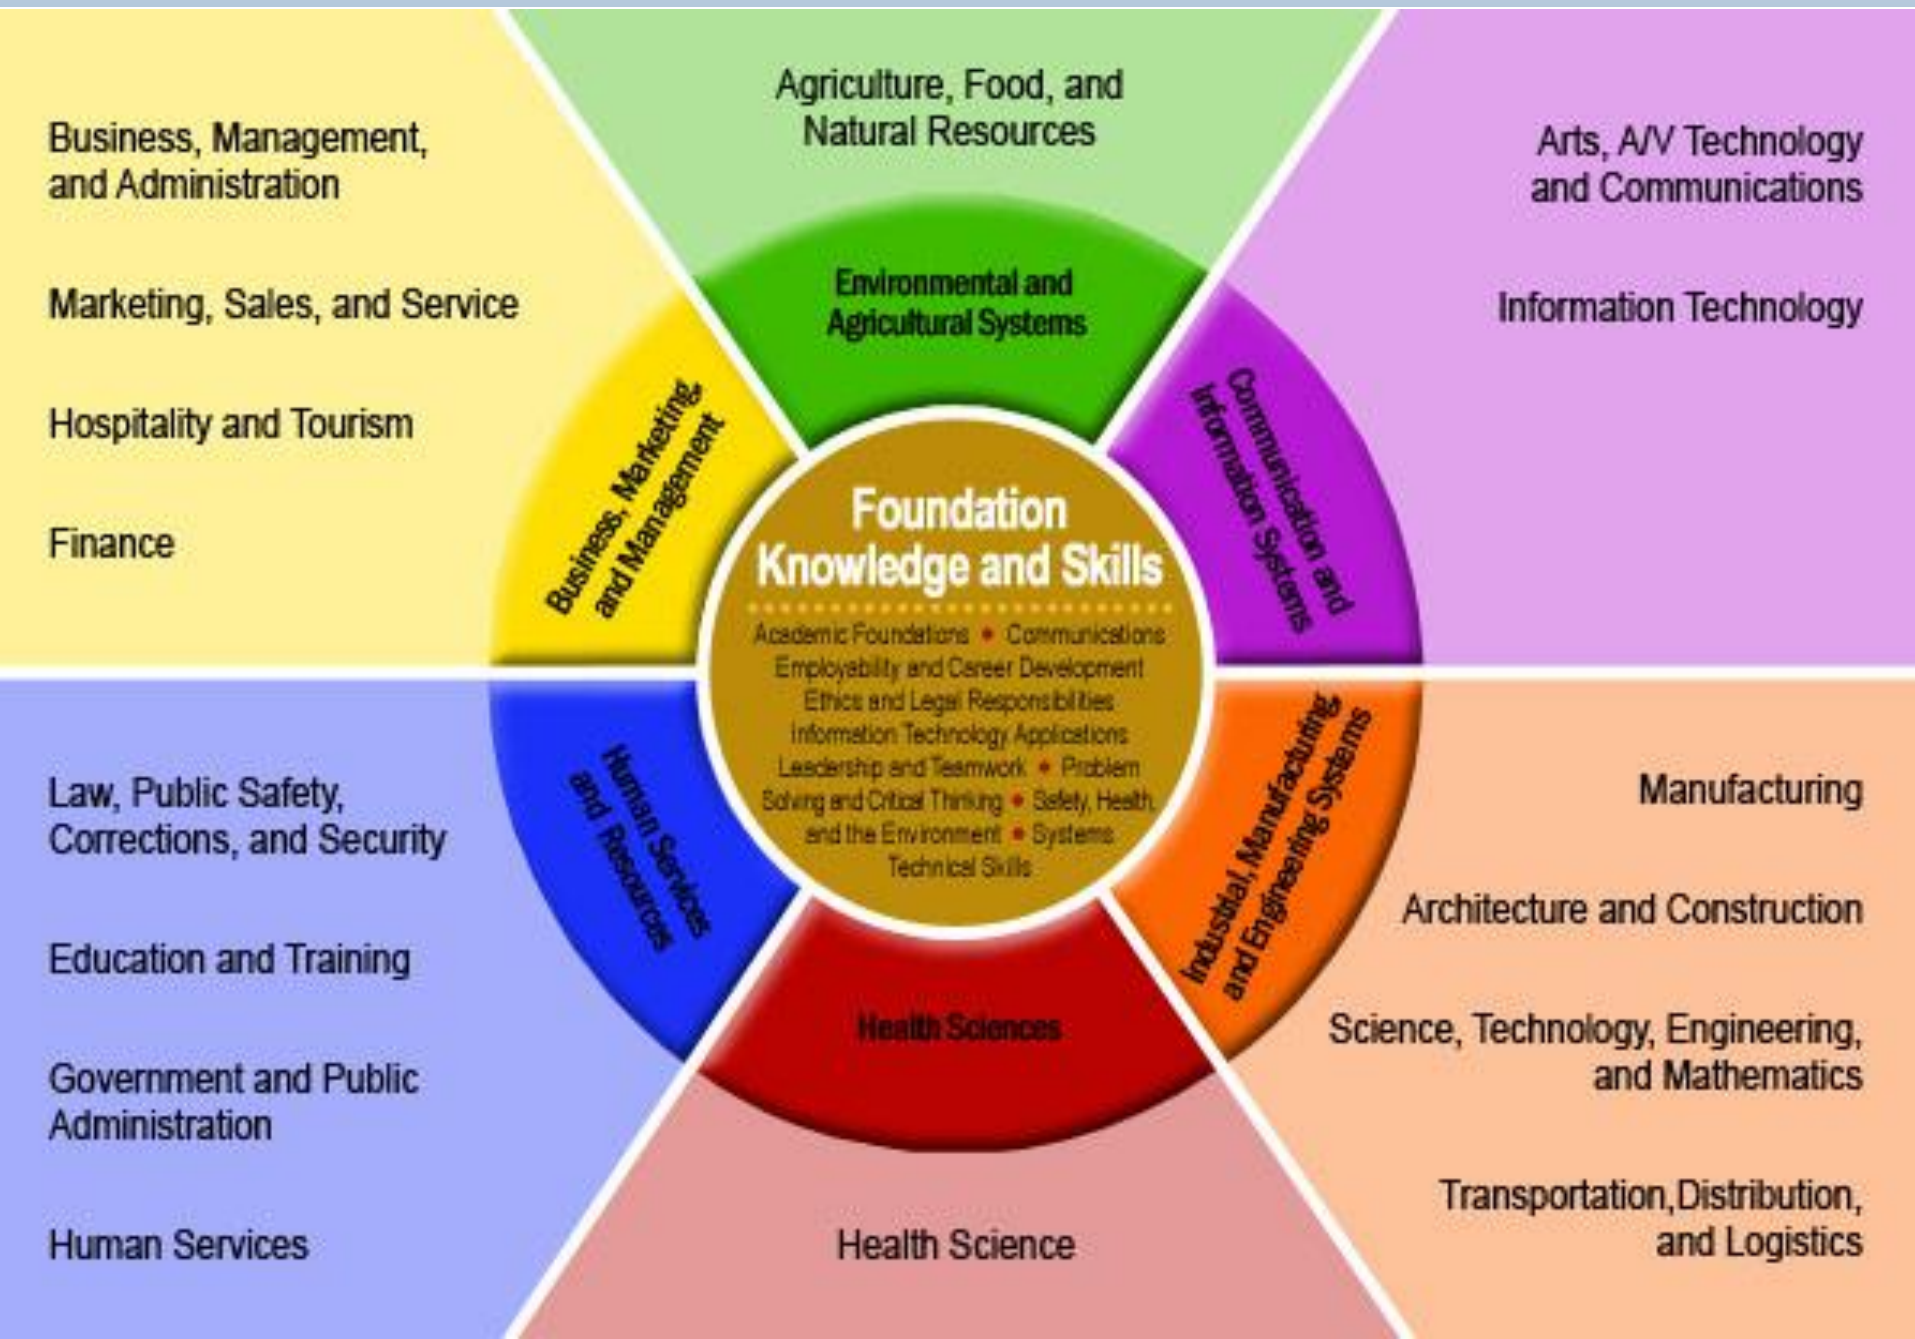 Agriculture, Food, and
Natural Resources
Business, Management,
and Administration
Marketing, Sales, and Service
Hospitality and Tourism
Finance
Arts, A/V Technology
and Communications
Information Technology
Environmental and
Agricultural Systems
Business, Marketing,
and Management
Communication and
Information Systems
Foundation
Knowledge and Skills
Academic Foundations • Communications
Employability and Career Development
Ethics and Legal Responsibilities
Information Technology Applications
Leadership and Teamwork • Problem
Solving and Critical Thinking • Safety, Health,
and the Environment • Systems
Technical Skills
Human Services
and Resources
Industrial, Manufacturing
and Engineering Systems
Health Sciences
Law, Public Safety,
Corrections, and Security
Education and Training
Government and Public
Administration
Human Services
Health Science
Manufacturing
Architecture and Construction
Science, Technology, Engineering,
and Mathematics
Transportation,Distribution,
and Logistics